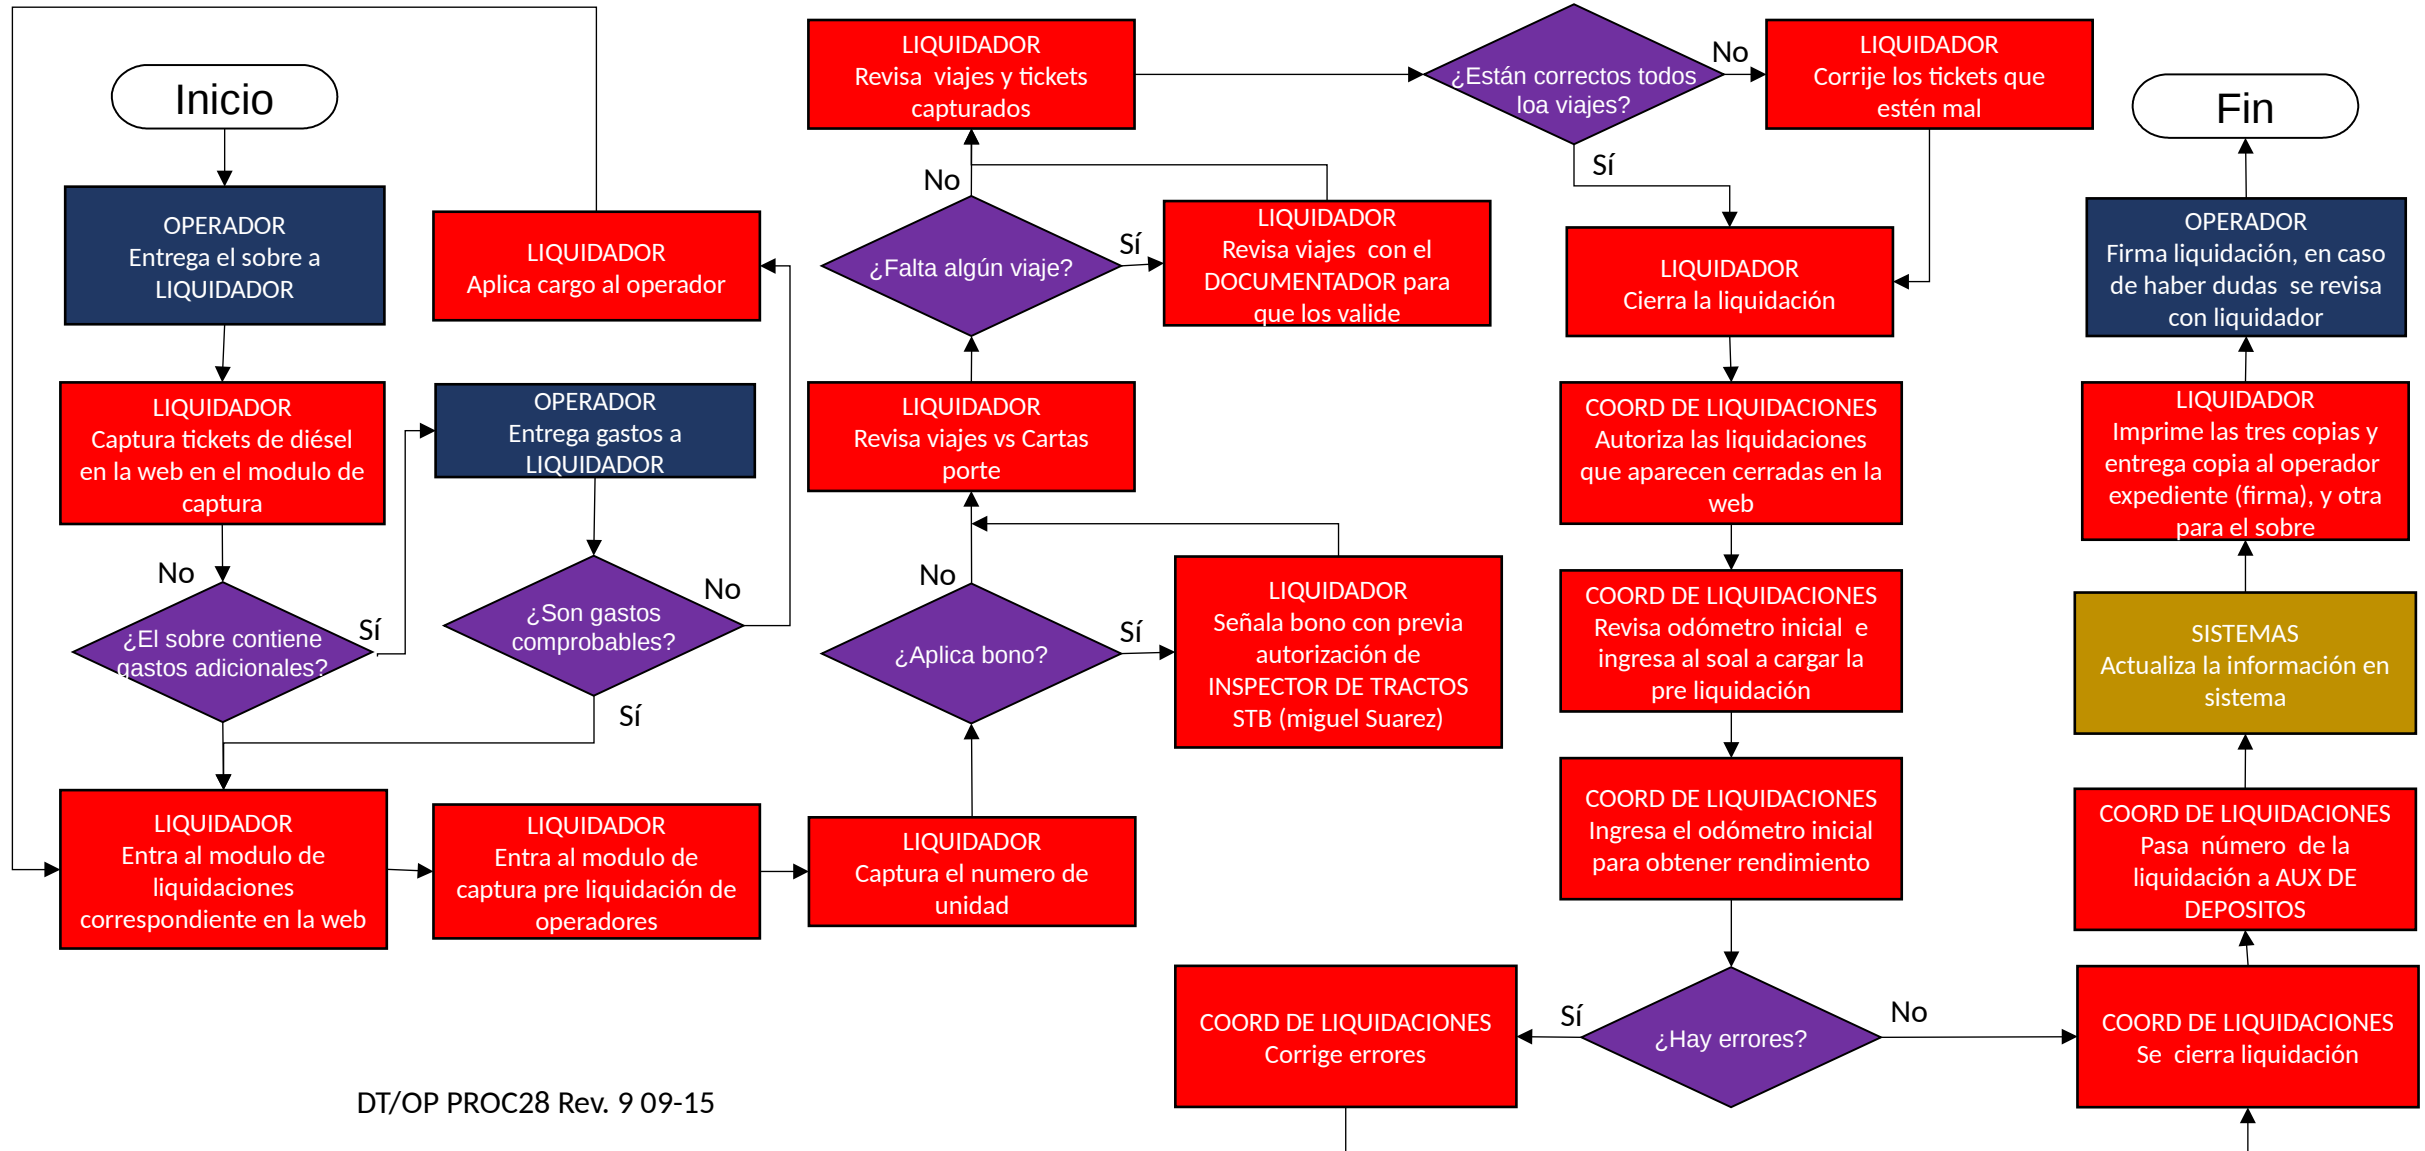 Inicio
OPERADOR
Entrega el sobre a
LIQUIDADOR
LIQUIDADOR
Captura tickets de diésel
en la web en el modulo de
captura
No
¿El sobre contiene
gastos adicionales?
Sí
LIQUIDADOR
Entra al modulo de
liquidaciones
correspondiente en la web
LIQUIDADOR
Aplica cargo al operador
OPERADOR
Entrega gastos a
LIQUIDADOR
¿Son gastos
comprobables?
No
Sí
LIQUIDADOR
Entra al modulo de
captura pre liquidación de
operadores
LIQUIDADOR
Captura el numero de
unidad
¿Aplica bono?
No
Sí
LIQUIDADOR
Señala bono con previa
autorización de
INSPECTOR DE TRACTOS
STB (miguel Suarez)
LIQUIDADOR
Revisa viajes vs Cartas
porte
¿Falta algún viaje?
No
Sí
LIQUIDADOR
Revisa viajes  con el
DOCUMENTADOR para
que los valide
LIQUIDADOR
Revisa  viajes y tickets
capturados
¿Están correctos todos
loa viajes?
No
Sí
LIQUIDADOR
Corrije los tickets que
estén mal
LIQUIDADOR
Cierra la liquidación
COORD DE LIQUIDACIONES
Autoriza las liquidaciones
que aparecen cerradas en la
web
COORD DE LIQUIDACIONES
Revisa odómetro inicial  e
ingresa al soal a cargar la
pre liquidación
COORD DE LIQUIDACIONES
Ingresa el odómetro inicial
para obtener rendimiento
¿Hay errores?
Sí
No
COORD DE LIQUIDACIONES
Corrige errores
COORD DE LIQUIDACIONES
Se  cierra liquidación
COORD DE LIQUIDACIONES
Pasa  número  de la
liquidación a AUX DE
DEPOSITOS
SISTEMAS
Actualiza la información en
sistema
LIQUIDADOR
Imprime las tres copias y
entrega copia al operador
expediente (firma), y otra
para el sobre
OPERADOR
Firma liquidación, en caso
de haber dudas  se revisa
con liquidador
Fin
DT/OP PROC28 Rev. 9 09-15